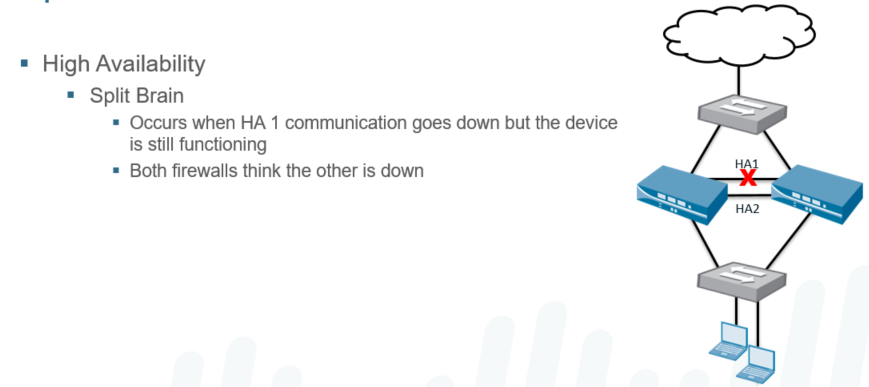 High Availability
Split Brain
Occurs when HA 1 communication goes down but the device
is still functioning
Both firewalls think the other is down
HA1
X
HA2